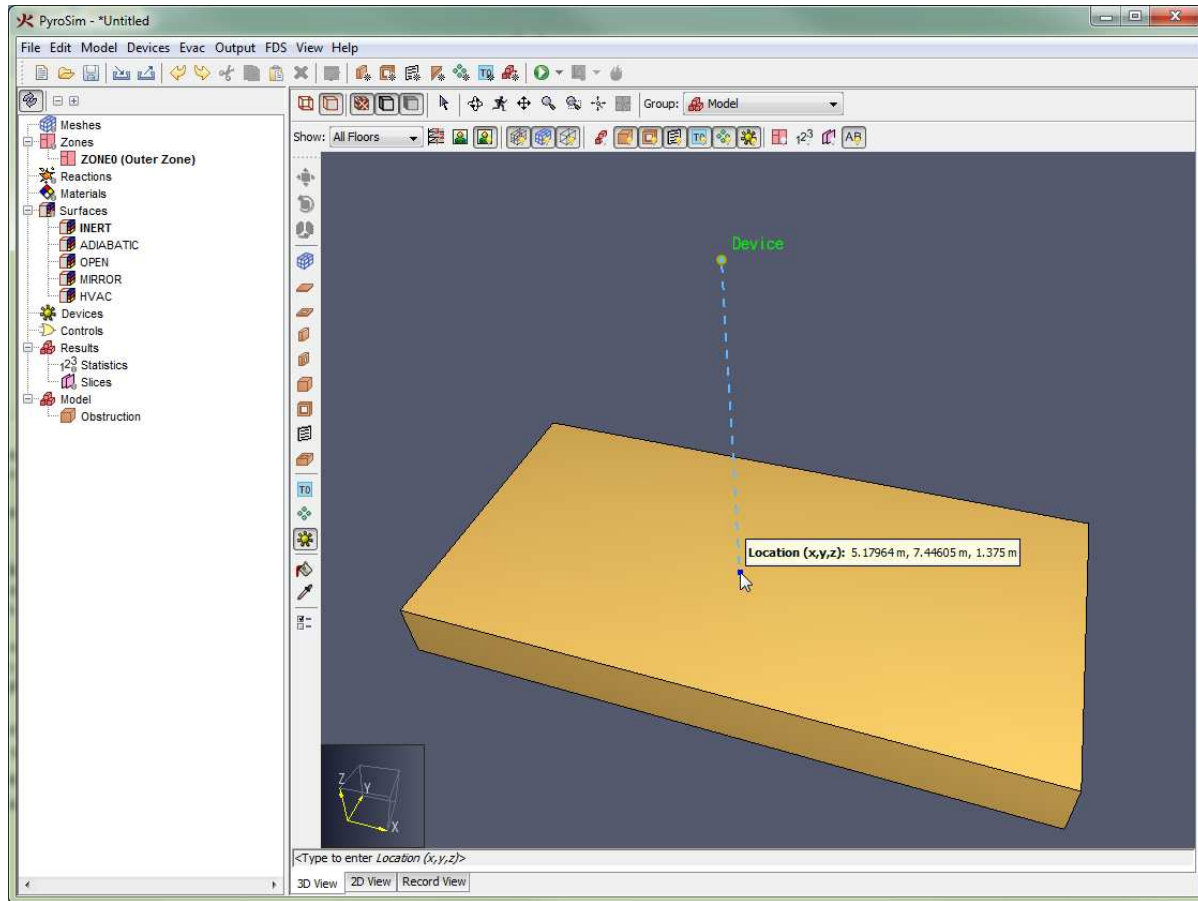 PyroSim - *Untitled
File Edit Model Devices Evac Output FDS View Help
Group: Model
Show: All Floors
Meshes
Zones
ZONE0 (Outer Zone)
Reactions
Materials
Surfaces
INERT
ADIABATIC
OPEN
MIRROR
HVAC
Devices
Controls
Results
Statistics
Slices
Model
Obstruction
Device
Location (x,y,z): 5.17964 m, 7.44605 m, 1.375 m
Z
Y
X
<Type to enter Location (x,y,z)>
3D View 2D View Record View